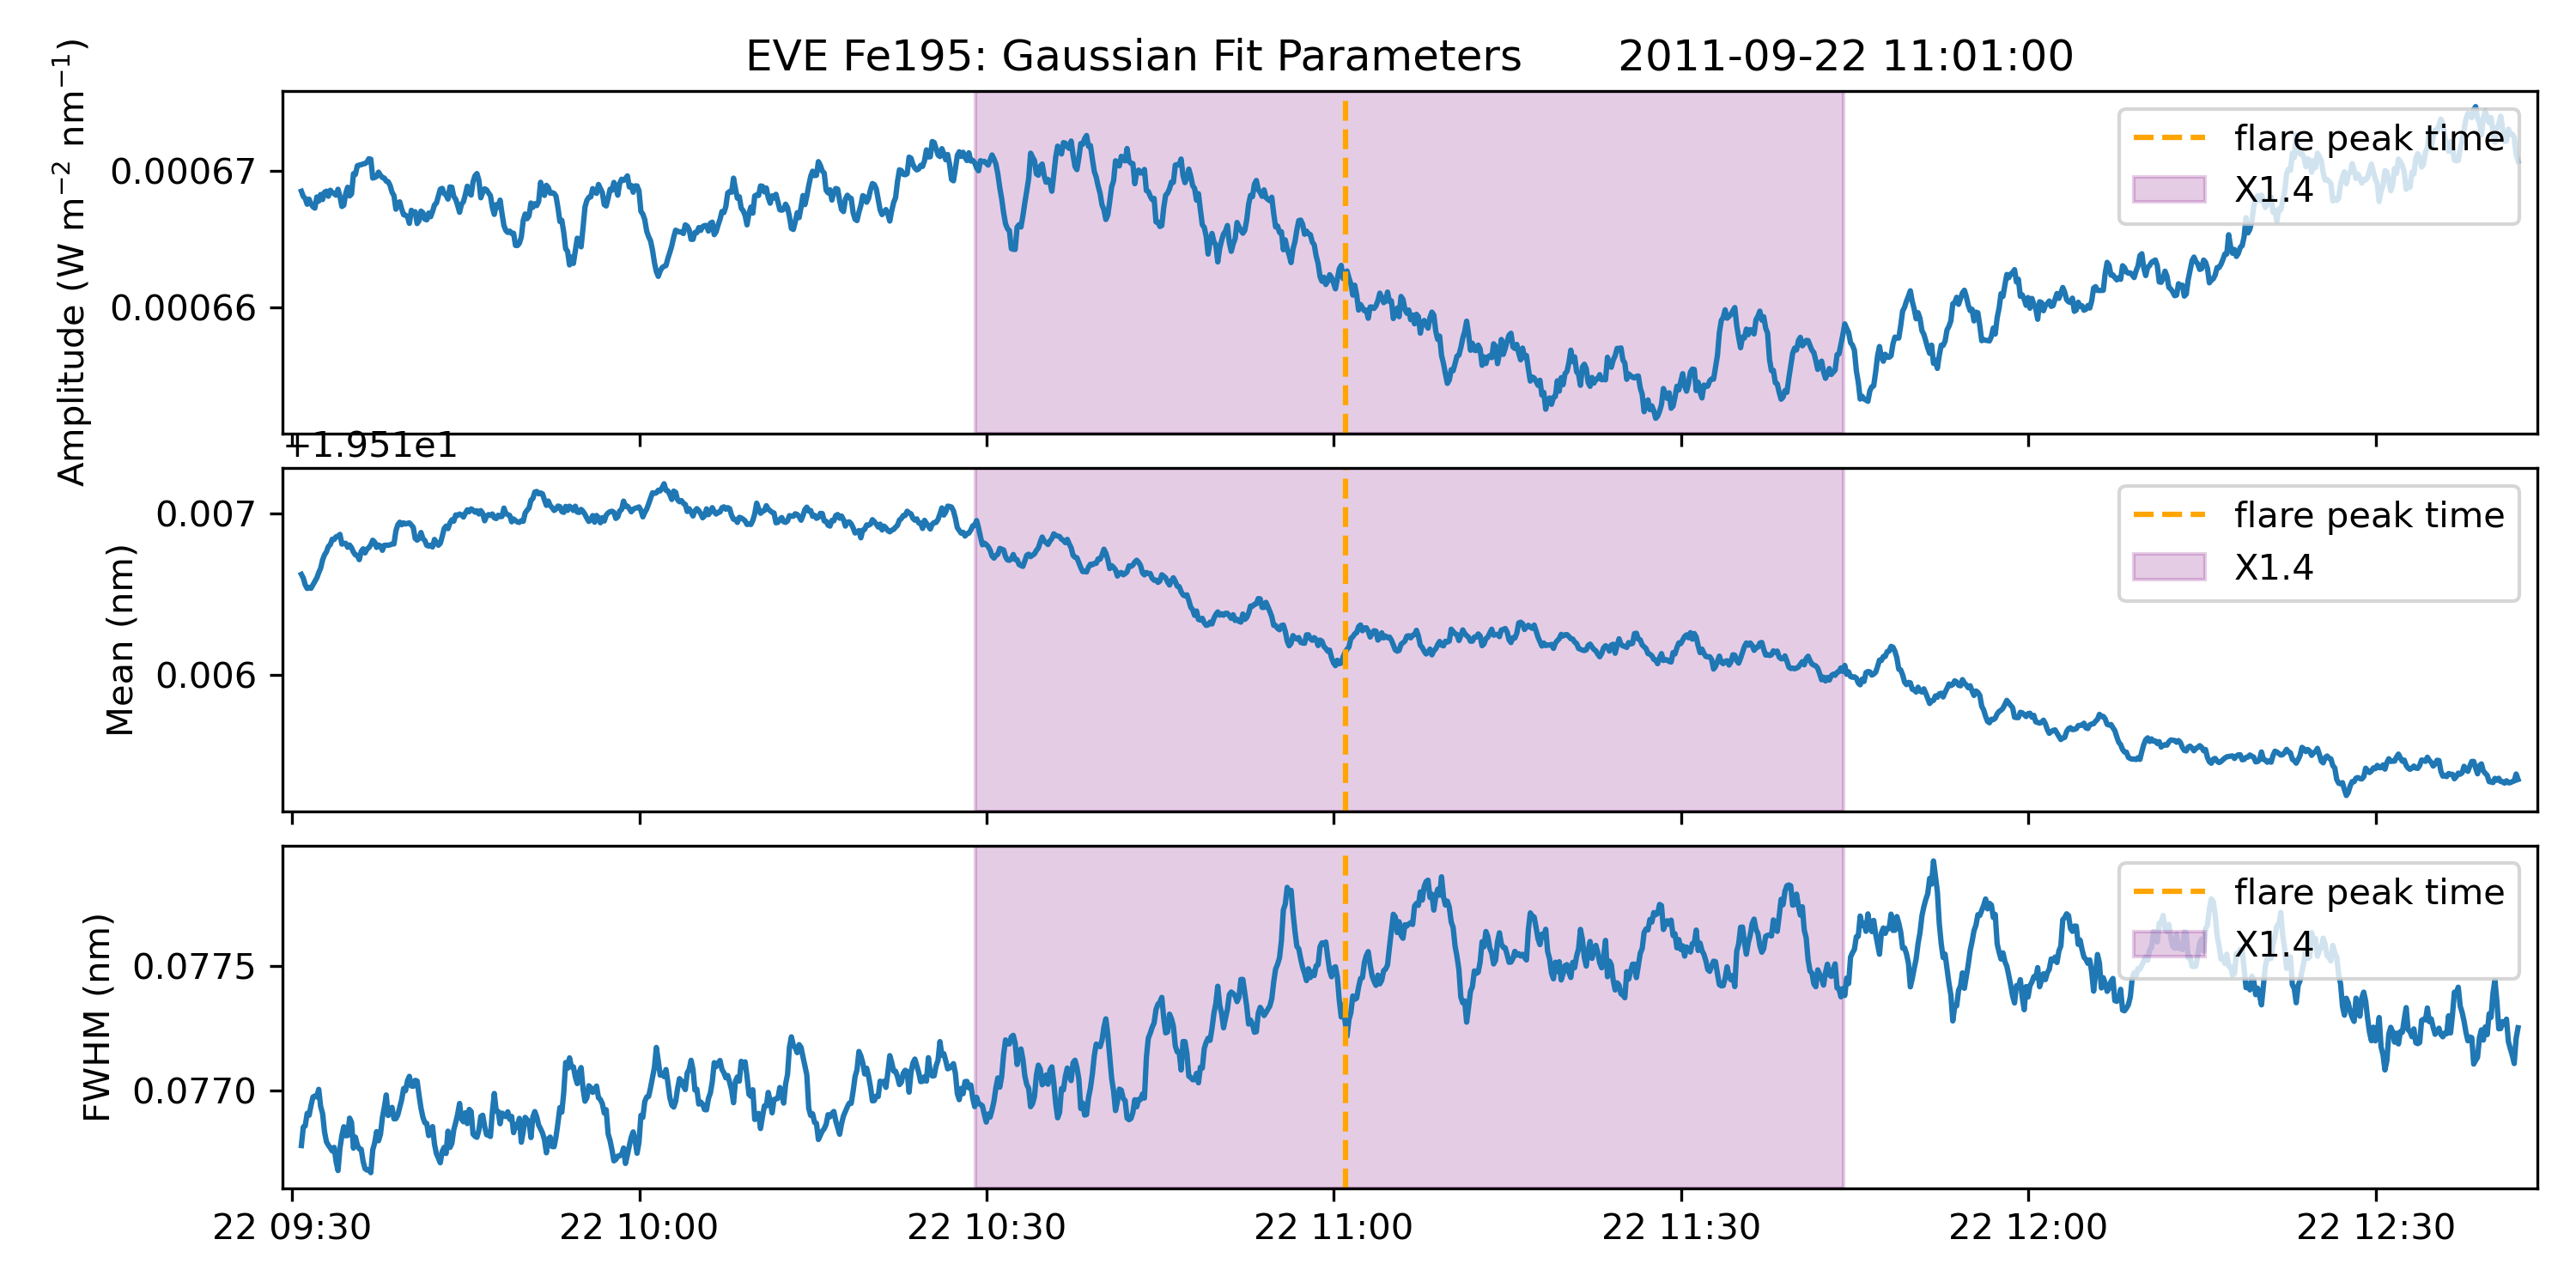 EVE Fe195: Gaussian Fit Parameters 2011-09-22 11:01:00
Amplitude (W m⁻² nm⁻¹)
0.00067
0.00066
flare peak time
X1.4
+1.951e1
Mean (nm)
0.007
0.006
flare peak time
X1.4
FWHM (nm)
0.0775
0.0770
flare peak time
X1.4
22 09:30 22 10:00 22 10:30 22 11:00 22 11:30 22 12:00 22 12:30